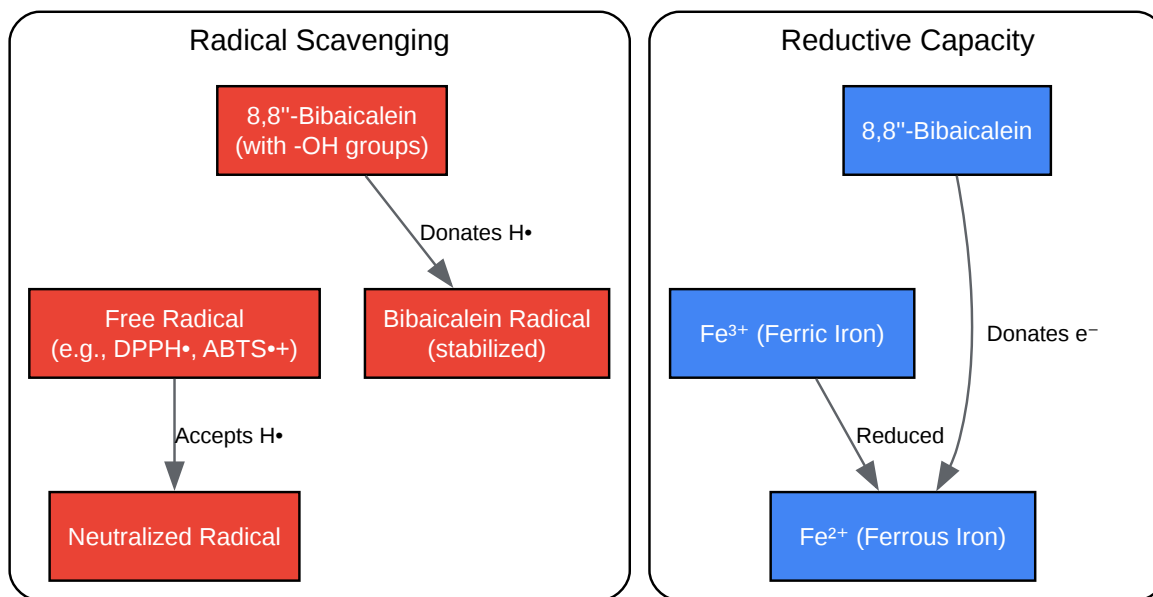 Radical Scavenging
8,8"-Bibaicalein
(with -OH groups)
Donates H•
Free Radical
(e.g., DPPH•, ABTS•+)
Bibaicalein Radical
(stabilized)
Accepts H•
Neutralized Radical
Reductive Capacity
8,8"-Bibaicalein
Fe³⁺ (Ferric Iron)
Donates e⁻
Reduced
Fe²⁺ (Ferrous Iron)